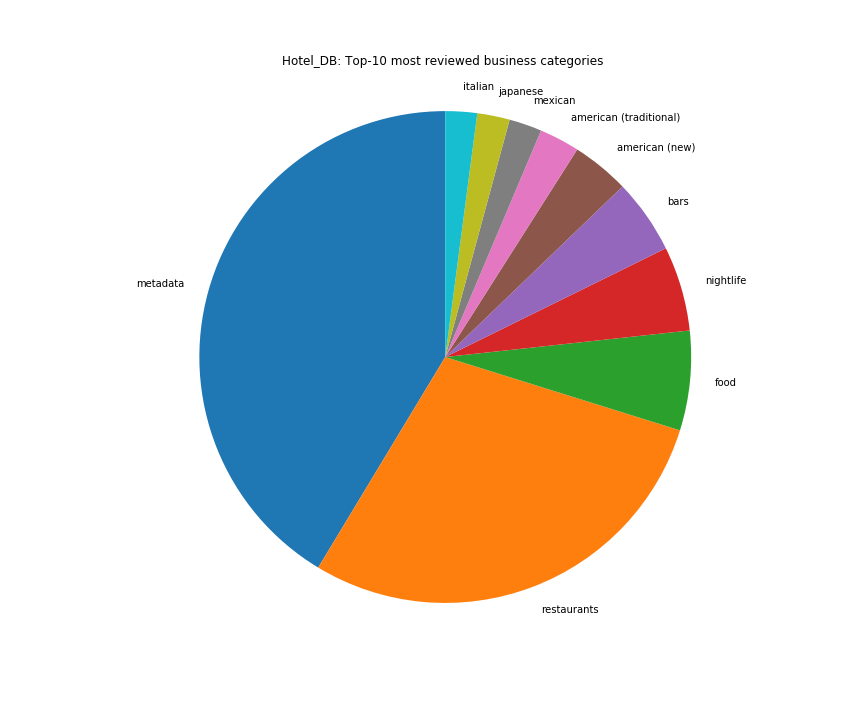 Hotel_DB: Top-10 most reviewed business categories
italian
japanese
mexican
american (traditional)
american (new)
bars
nightlife
metadata
food
restaurants